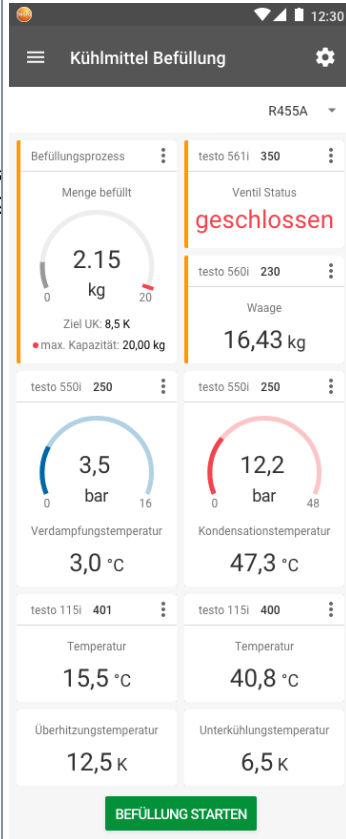 12:30
Kühlmittel Befüllung
R455A
Befüllungsprozess
Menge befüllt
2.15
kg
0 20
Ziel UK: 8,5 K
max. Kapazität: 20,00 kg
testo 561i 350
Ventil Status
geschlossen
testo 560i 230
Waage
16,43 kg
testo 550i 250
3,5
bar
0 16
Verdampfungstemperatur
3,0 °C
testo 550i 250
12,2
bar
0 48
Kondensationstemperatur
47,3 °C
testo 115i 401
Temperatur
15,5 °C
testo 115i 400
Temperatur
40,8 °C
Überhitzungstemperatur
12,5 K
Unterkühlungstemperatur
6,5 K
BEFÜLLUNG STARTEN